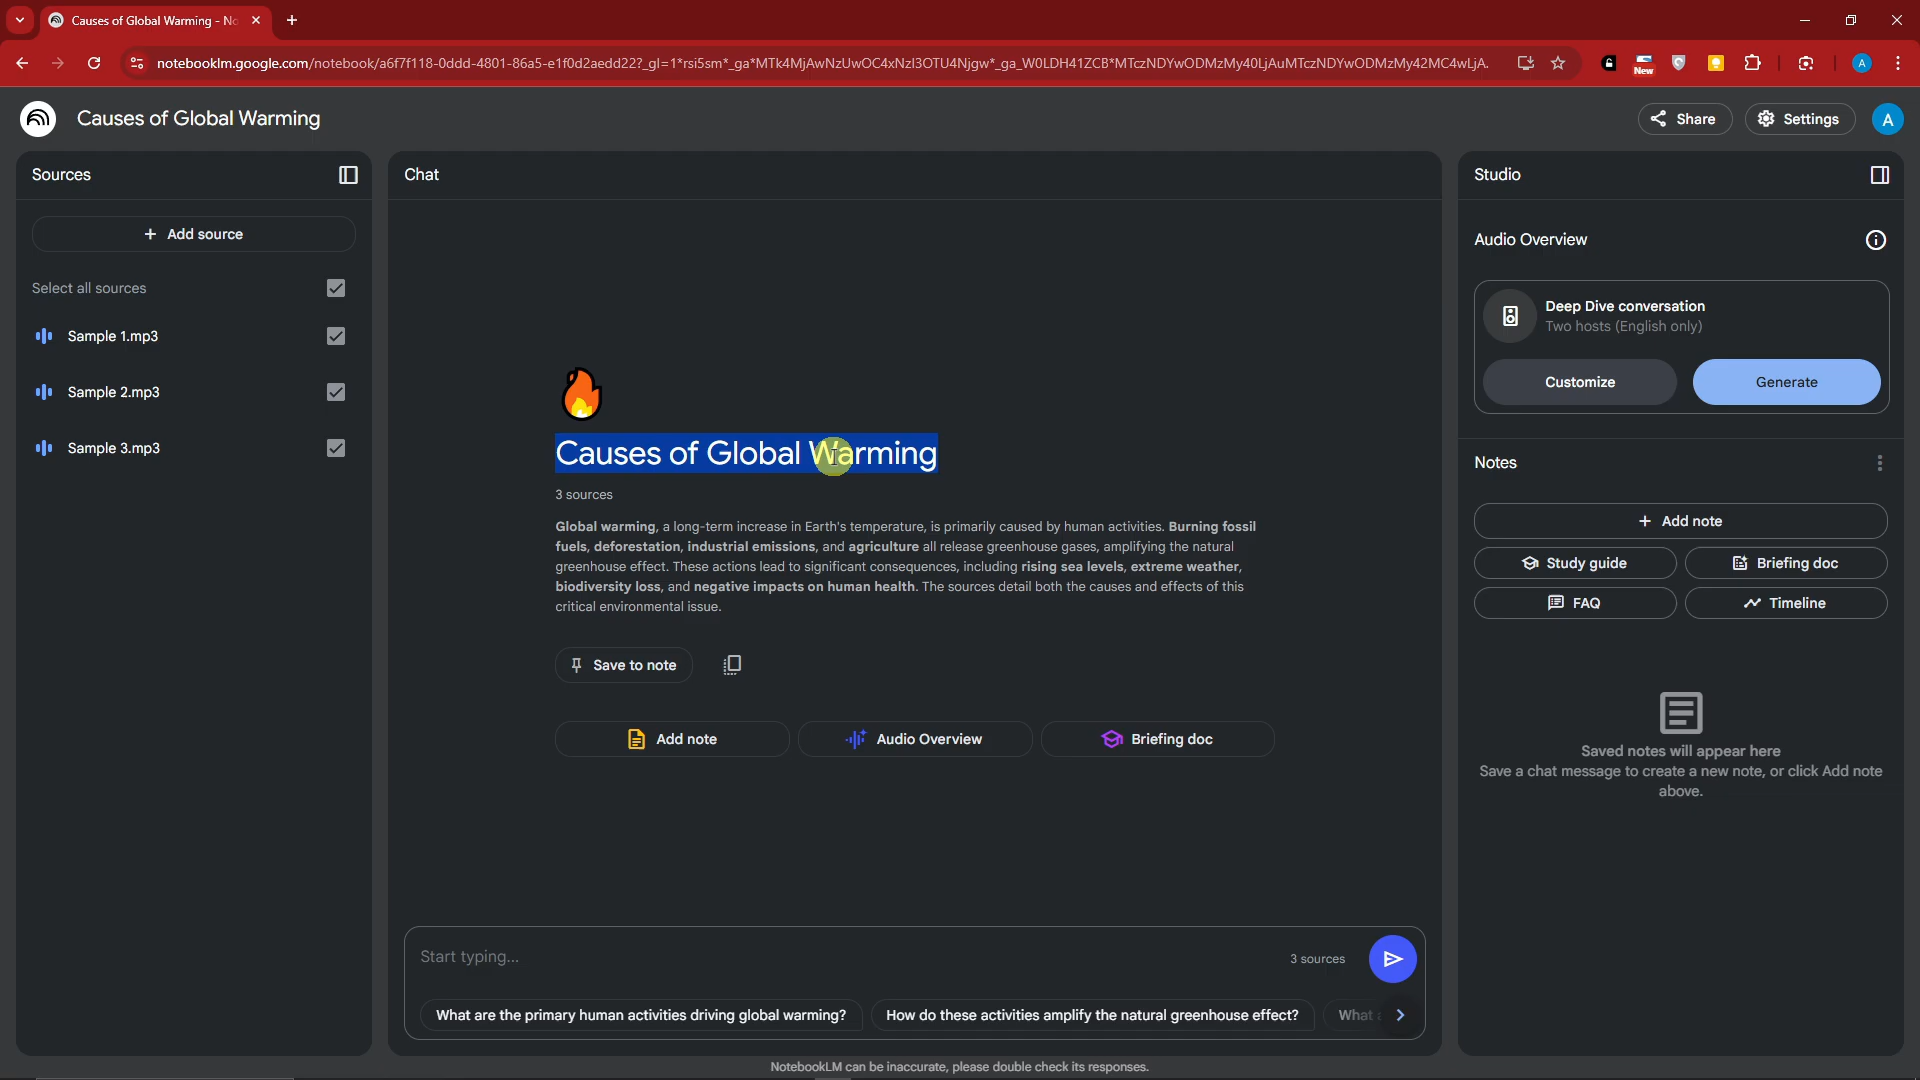 Causes of Global Warming - No
notebooklm.google.com/notebook/a6f7f118-0ddd-4801-86a5-e1f0d2aedd22?_gl=1*rsi5sm*_ga*MTk4MjAwNzUwOC4xNzI3OTU4Njgw*_ga_W0LDH41ZCB*MTczNDYwODMzMy40LjAuMTczNDYwODMzMy42MC4wLjA.
New
A
Causes of Global Warming
Share
Settings
A
Sources
Add source
Select all sources
Sample 1.mp3
Sample 2.mp3
Sample 3.mp3
Chat
Causes of Global Warming
3 sources
Global warming, a long-term increase in Earth's temperature, is primarily caused by human activities. Burning fossil
fuels, deforestation, industrial emissions, and agriculture all release greenhouse gases, amplifying the natural
greenhouse effect. These actions lead to significant consequences, including rising sea levels, extreme weather,
biodiversity loss, and negative impacts on human health. The sources detail both the causes and effects of this
critical environmental issue.
Save to note
Add note
Audio Overview
Briefing doc
Start typing...
3 sources
What are the primary human activities driving global warming?
How do these activities amplify the natural greenhouse effect?
What
NotebookLM can be inaccurate, please double check its responses.
Studio
Audio Overview
Deep Dive conversation
Two hosts (English only)
Customize
Generate
Notes
Add note
Study guide
Briefing doc
FAQ
Timeline
Saved notes will appear here
Save a chat message to create a new note, or click Add note
above.